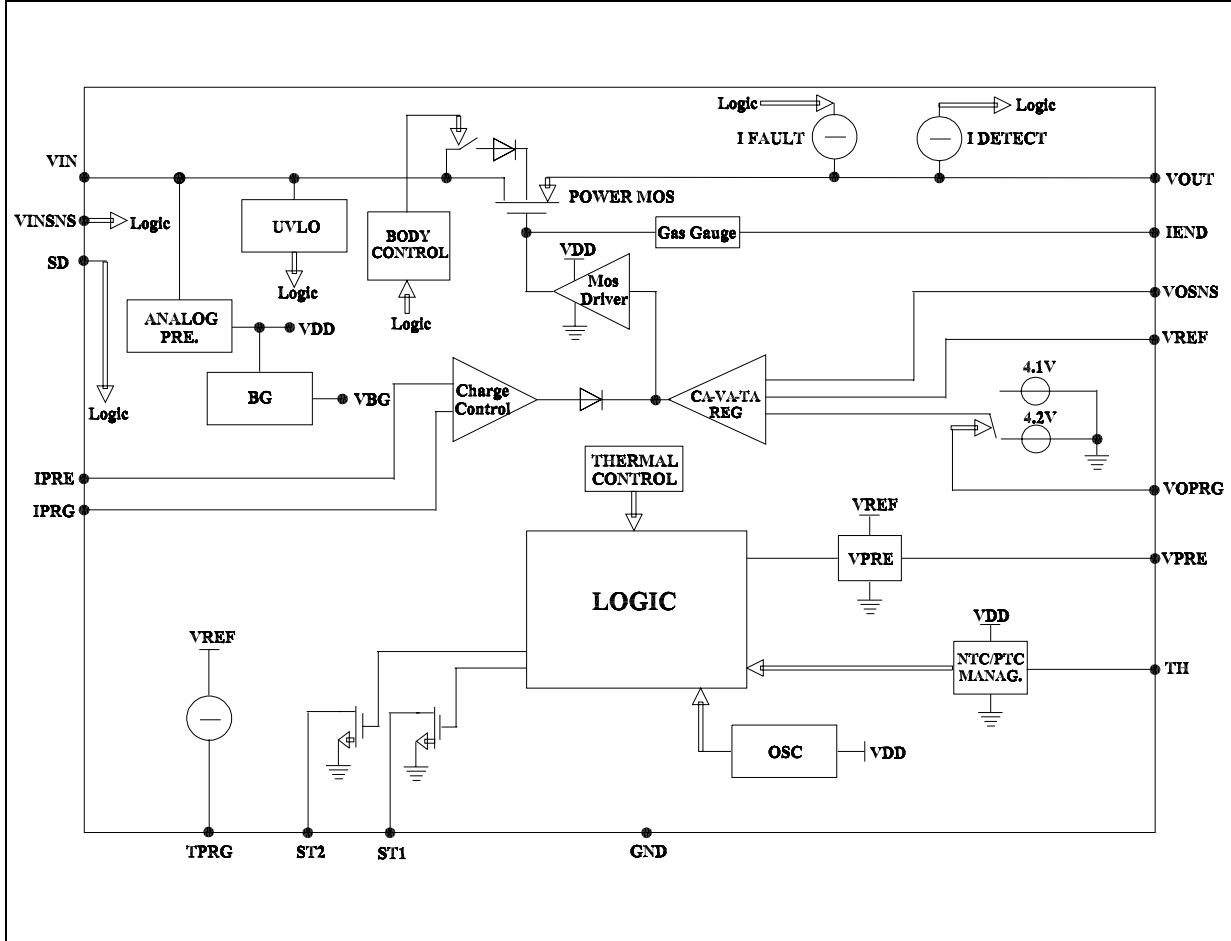 Logic
Logic
I FAULT
I DETECT
VIN
VOUT
POWER MOS
VINSNS
Logic
UVLO
BODY
CONTROL
Gas Gauge
IEND
SD
VDD
Mos
Driver
Logic
VOSNS
ANALOG
PRE.
VDD
Logic
VREF
4.1V
BG
VBG
Charge
Control
CA-VA-TA
REG
4.2V
Logic
THERMAL
CONTROL
IPRE
VOPRG
IPRG
VREF
LOGIC
VPRE
VPRE
VDD
VREF
NTC/PTC
MANAG.
TH
OSC
VDD
TPRG
ST2
ST1
GND